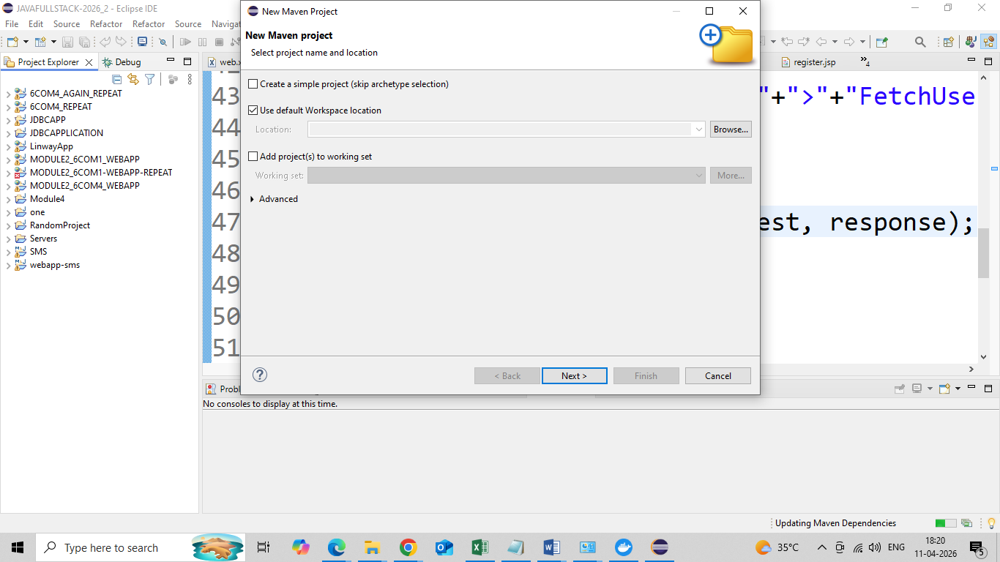 JAVAFULLSTACK-2026_2 - Eclipse IDE
File Edit Source Refactor Refactor Source Navigat
Project Explorer Debug
6COM4_AGAIN_REPEAT
6COM4_REPEAT
JDBCAPP
JDBCAPPLICATION
LinwayApp
MODULE2_6COM1_WEBAPP
MODULE2_6COM1-WEBAPP-REPEAT
MODULE2_6COM4_WEBAPP
Module4
one
RandomProject
Servers
SMS
webapp-sms
web.x
register.jsp
4
43
44
45
46
47
48
49
50
51
"+">"+"FetchUse
est, response);
New Maven Project
New Maven project
Select project name and location
Create a simple project (skip archetype selection)
Use default Workspace location
Location: Browse...
Add project(s) to working set
Working set: More...
Advanced
< Back Next > Finish Cancel
Probl
No consoles to display at this time.
Updating Maven Dependencies
Type here to search
35°C
ENG
18:20
11-04-2026
5